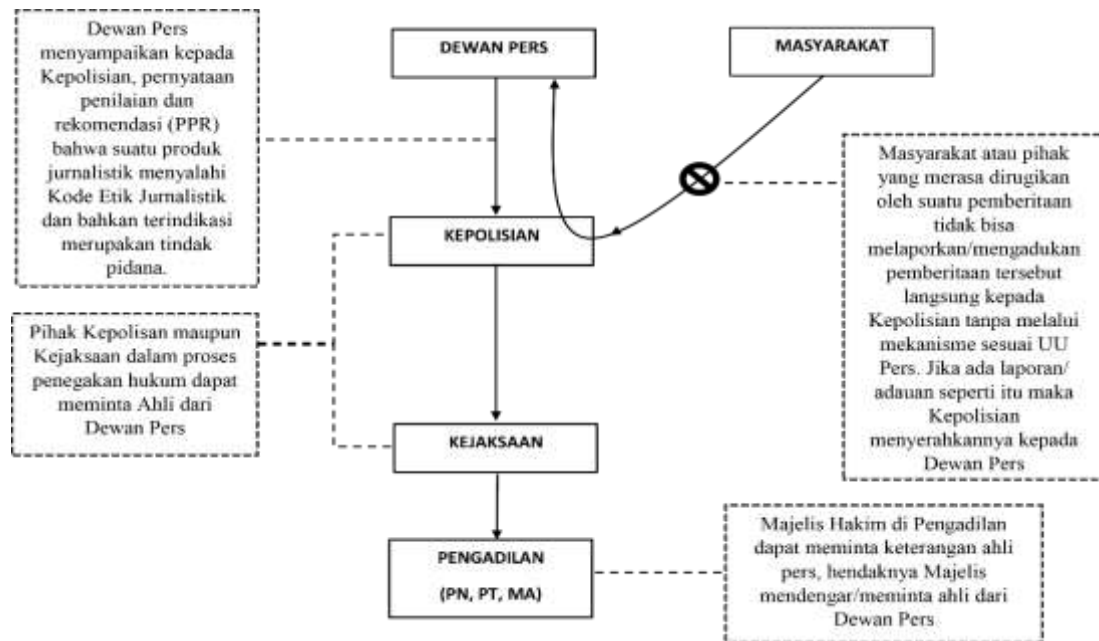 Dewan Pers
menyampaikan kepada
Kepolisian, pernyataan
penilaian dan
rekomendasi (PPR)
bahwa suatu produk
jurnalistik menyalahi
Kode Etik Jurnalistik
dan bahkan terindikasi
merupakan tindak
pidana.
DEWAN PERS
MASYARAKAT
Masyarakat atau pihak
yang merasa dirugikan
oleh suatu pemberitaan
tidak bisa
melaporkan/mengadukan
pemberitaan tersebut
langsung kepada
Kepolisian tanpa melalui
mekanisme sesuai UU
Pers. Jika ada laporan/
adauan seperti itu maka
Kepolisian
menyerahkannya kepada
Dewan Pers
KEPOLISIAN
Pihak Kepolisan maupun
Kejaksaan dalam proses
penegakan hukum dapat
meminta Ahli dari
Dewan Pers
KEJAKSAAN
PENGADILAN
(PN, PT, MA)
Majelis Hakim di Pengadilan
dapat meminta keterangan ahli
pers, hendaknya Majelis
mendengar/meminta ahli dari
Dewan Pers